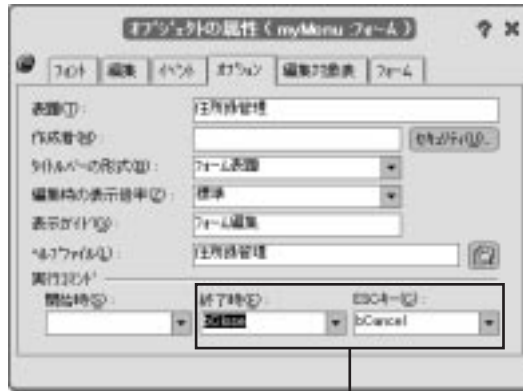 オブジェクトの属性(myMenu:フォーム)
フォント 編集 イベント オプション 編集対象表 フォーム
表題(T):
住所録管理
作成者(N):
セキュリティ(U)...
タイトルバーの形式(B):
フォーム表題
編集時の表示倍率(Z):
標準
表示ガイド(G):
フォーム編集
ヘルプファイル(L):
住所録管理
実行コマンド
開始時(S):
終了時(E):
ESCキー(C):
bClose
bCancel